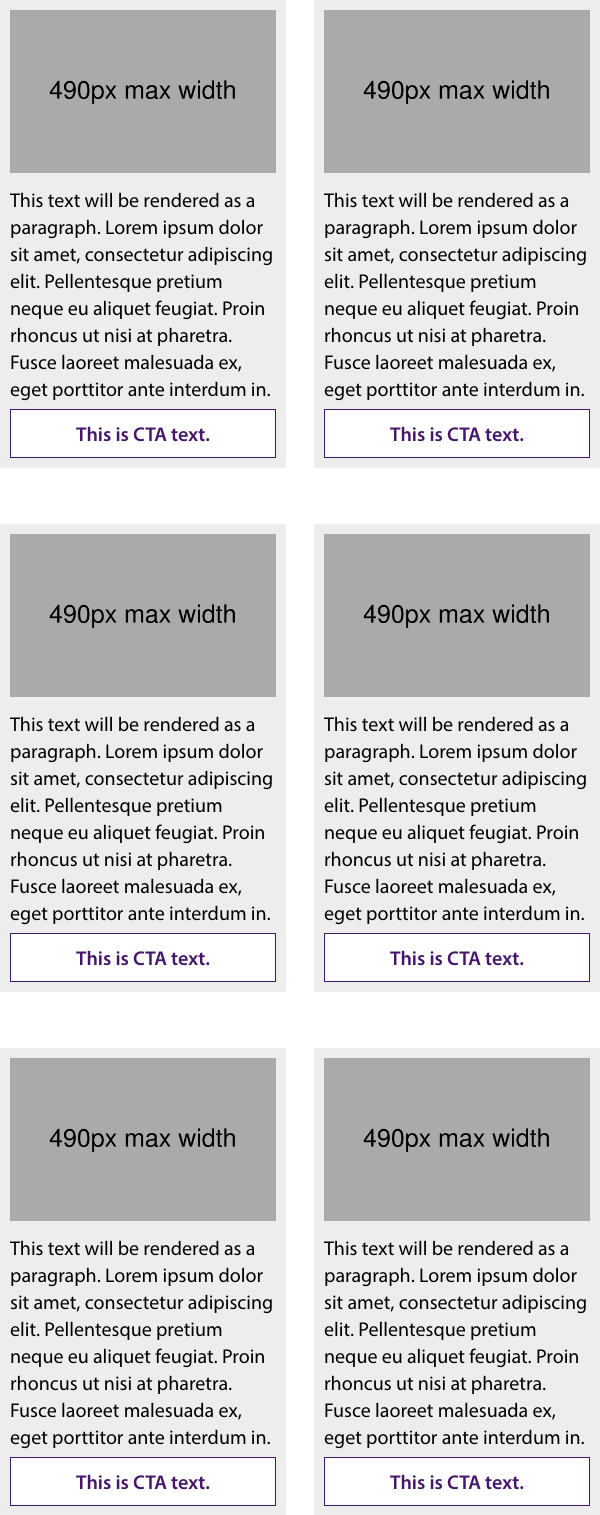 490px max width
This text will be rendered as a
paragraph. Lorem ipsum dolor
sit amet, consectetur adipiscing
elit. Pellentesque pretium
neque eu aliquet feugiat. Proin
rhoncus ut nisi at pharetra.
Fusce laoreet malesuada ex,
eget porttitor ante interdum in.
This is CTA text.
490px max width
This text will be rendered as a
paragraph. Lorem ipsum dolor
sit amet, consectetur adipiscing
elit. Pellentesque pretium
neque eu aliquet feugiat. Proin
rhoncus ut nisi at pharetra.
Fusce laoreet malesuada ex,
eget porttitor ante interdum in.
This is CTA text.
490px max width
This text will be rendered as a
paragraph. Lorem ipsum dolor
sit amet, consectetur adipiscing
elit. Pellentesque pretium
neque eu aliquet feugiat. Proin
rhoncus ut nisi at pharetra.
Fusce laoreet malesuada ex,
eget porttitor ante interdum in.
This is CTA text.
490px max width
This text will be rendered as a
paragraph. Lorem ipsum dolor
sit amet, consectetur adipiscing
elit. Pellentesque pretium
neque eu aliquet feugiat. Proin
rhoncus ut nisi at pharetra.
Fusce laoreet malesuada ex,
eget porttitor ante interdum in.
This is CTA text.
490px max width
This text will be rendered as a
paragraph. Lorem ipsum dolor
sit amet, consectetur adipiscing
elit. Pellentesque pretium
neque eu aliquet feugiat. Proin
rhoncus ut nisi at pharetra.
Fusce laoreet malesuada ex,
eget porttitor ante interdum in.
This is CTA text.
490px max width
This text will be rendered as a
paragraph. Lorem ipsum dolor
sit amet, consectetur adipiscing
elit. Pellentesque pretium
neque eu aliquet feugiat. Proin
rhoncus ut nisi at pharetra.
Fusce laoreet malesuada ex,
eget porttitor ante interdum in.
This is CTA text.